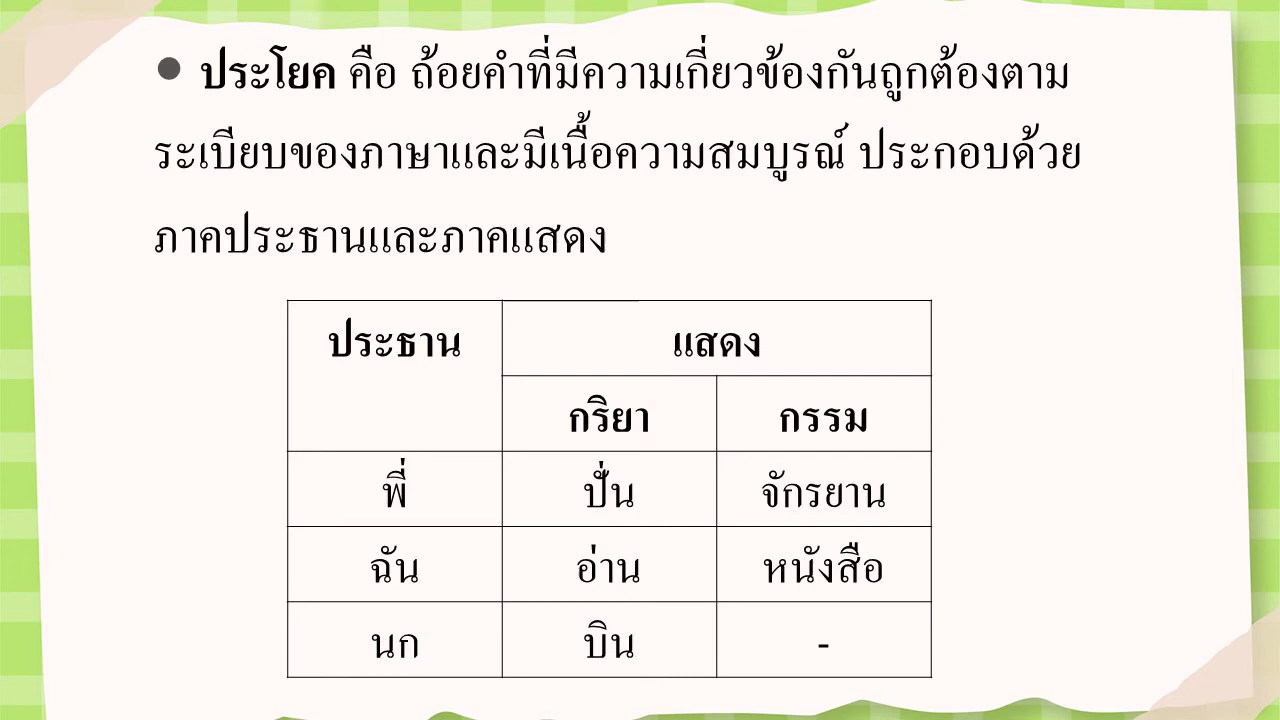 • ประโยค คือ ถ้อยคำที่มีความเกี่ยวข้องกันถูกต้องตาม
ระเบียบของภาษาและมีเนื้อความสมบูรณ์ ประกอบด้วย
ภาคประธานและภาคแสดง
ประธาน แสดง
กริยา กรรม
พี่ ปั่น จักรยาน
ฉัน อ่าน หนังสือ
นก บิน -